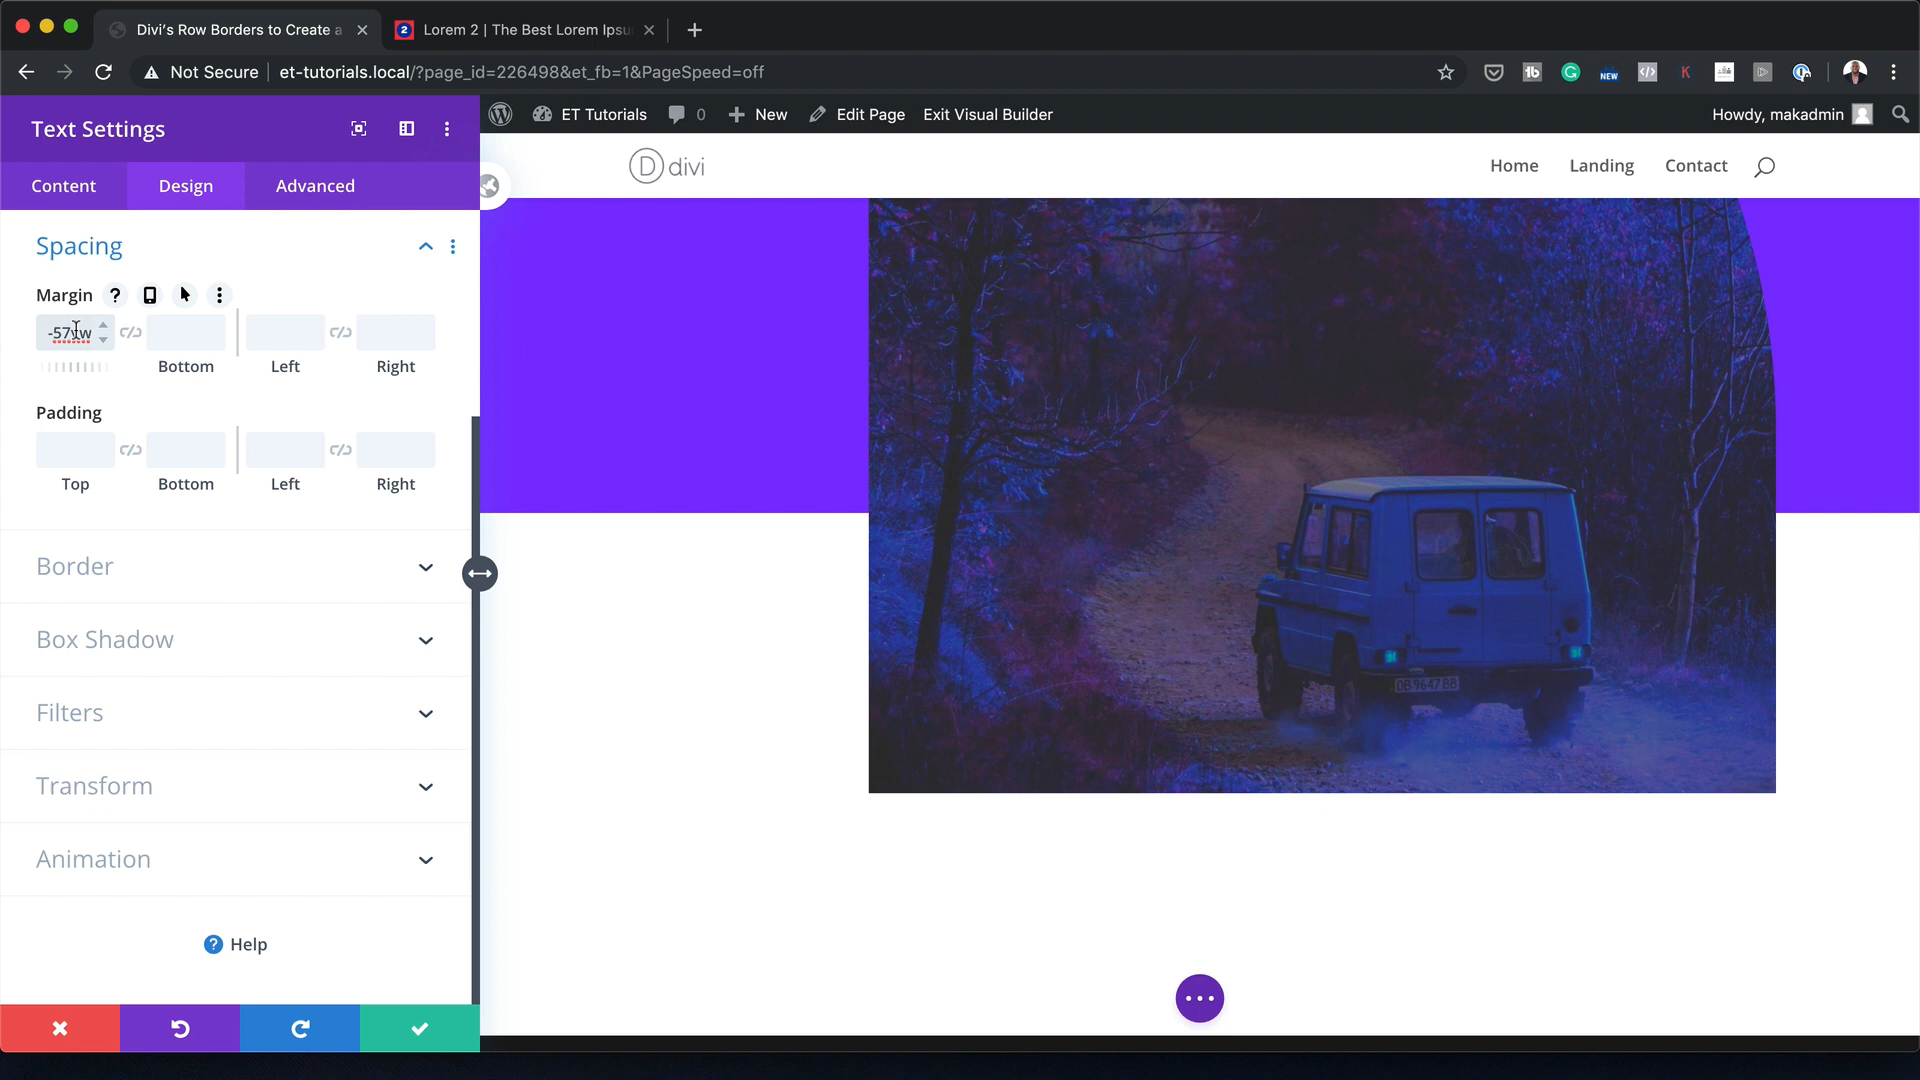 Divi's Row Borders to Create a
Lorem 2 | The Best Lorem Ipsu
Not Secure
et-tutorials.local/?page_id=226498&et_fb=1&PageSpeed=off
Text Settings
ET Tutorials
0
New
Edit Page
Exit Visual Builder
Howdy, makadmin
Content
Design
Advanced
D divi
Home
Landing
Contact
Spacing
Margin
-57vw
Bottom
Left
Right
Padding
Top
Bottom
Left
Right
Border
Box Shadow
Filters
Transform
Animation
Help
OB 9647 BB